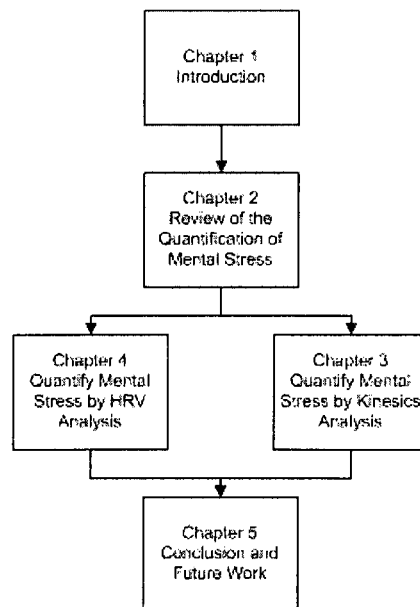 Chapter 1
Introduction
Chapter 2
Review of the
Quantification of
Mental Stress
Chapter 4
Quantify Mental
Stress by HRV
Analysis
Chapter 3
Quantify Mental
Stress by Kinesics
Analysis
Chapter 5
Conclusion and
Future Work